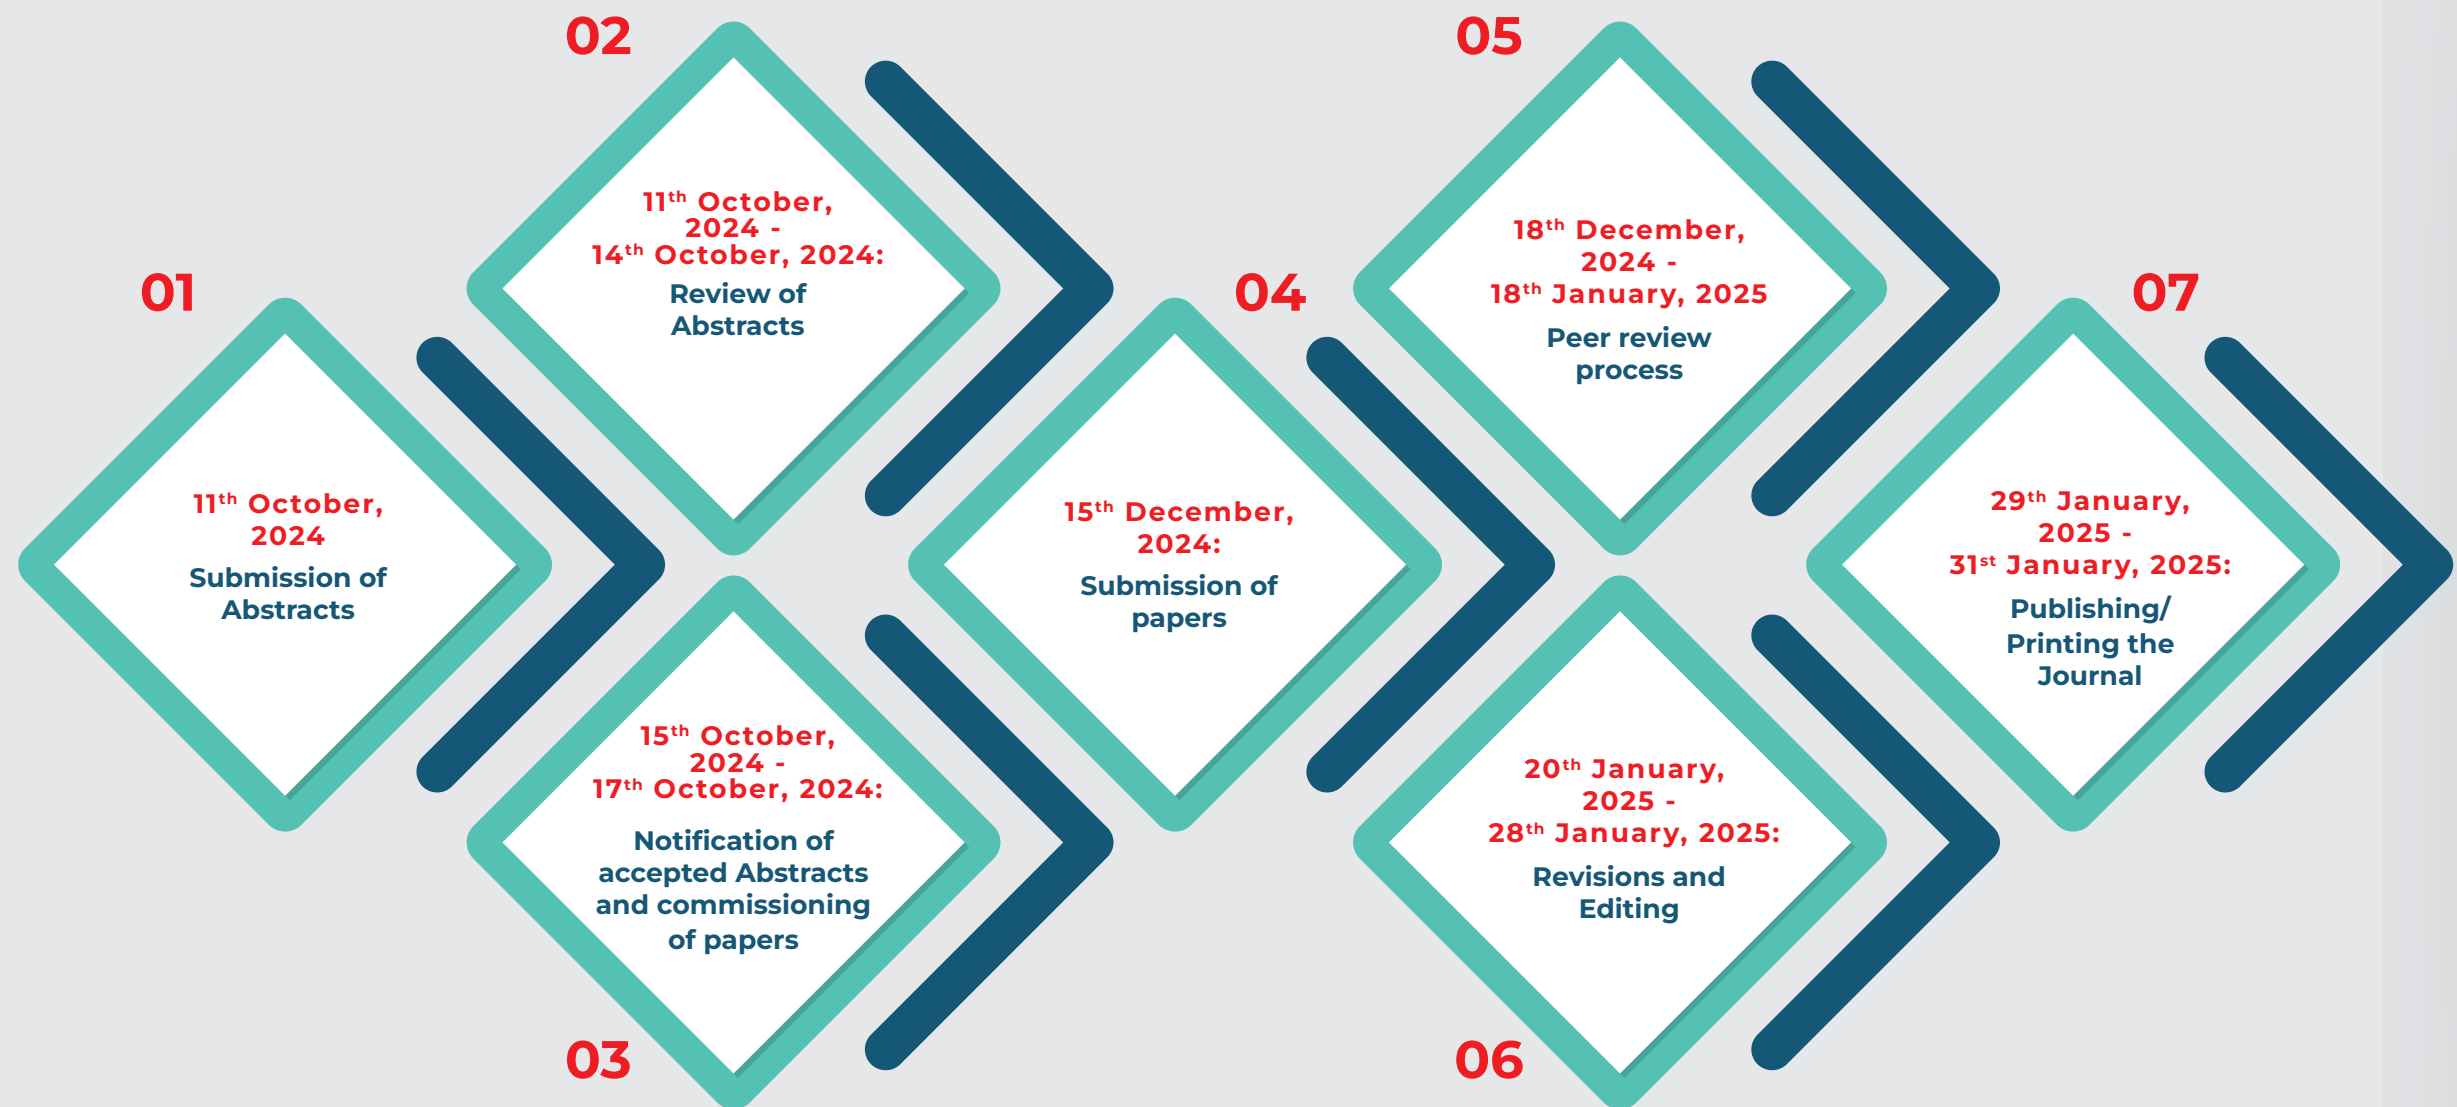 01
11th October,
2024
Submission of
Abstracts
02
11th October,
2024 -
14th October, 2024:
Review of
Abstracts
03
15th October,
2024 -
17th October, 2024:
Notification of
accepted Abstracts
and commissioning
of papers
04
15th December,
2024:
Submission of
papers
05
18th December,
2024 -
18th January, 2025
Peer review
process
06
20th January,
2025 -
28th January, 2025:
Revisions and
Editing
07
29th January,
2025 -
31st January, 2025:
Publishing/
Printing the
Journal